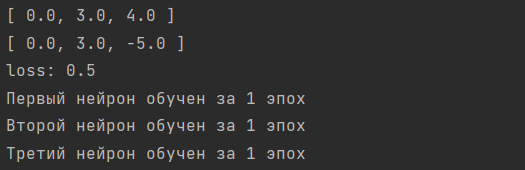 [ 0.0, 3.0, 4.0 ]
[ 0.0, 3.0, -5.0 ]
loss: 0.5
Первый нейрон обучен за 1 эпох
Второй нейрон обучен за 1 эпох
Третий нейрон обучен за 1 эпох